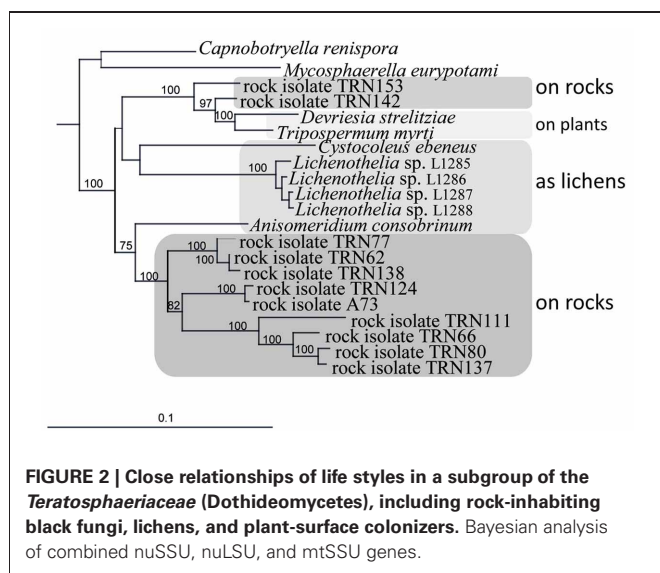 Capnobotryella renispora
Mycosphaerella eurypotami
100
rock isolate TRN153
on rocks
97
rock isolate TRN142
100
Devriesia strelitziae
on plants
Tripospermum myrti
Cystocoleus ebeneus
100
Lichenothelia sp. L1285
Lichenothelia sp. L1286
as lichens
100
Lichenothelia sp. L1287
Lichenothelia sp. L1288
Anisomeridium consobrinum
75
100
rock isolate TRN77
100
rock isolate TRN62
rock isolate TRN138
100
100
rock isolate TRN124
82
rock isolate A73
on rocks
100
rock isolate TRN111
100
rock isolate TRN66
100
rock isolate TRN80
rock isolate TRN137
0.1
FIGURE 2 | Close relationships of life styles in a subgroup of the
Teratosphaeriaceae (Dothideomycetes), including rock-inhabiting
black fungi, lichens, and plant-surface colonizers. Bayesian analysis
of combined nuSSU, nuLSU, and mtSSU genes.